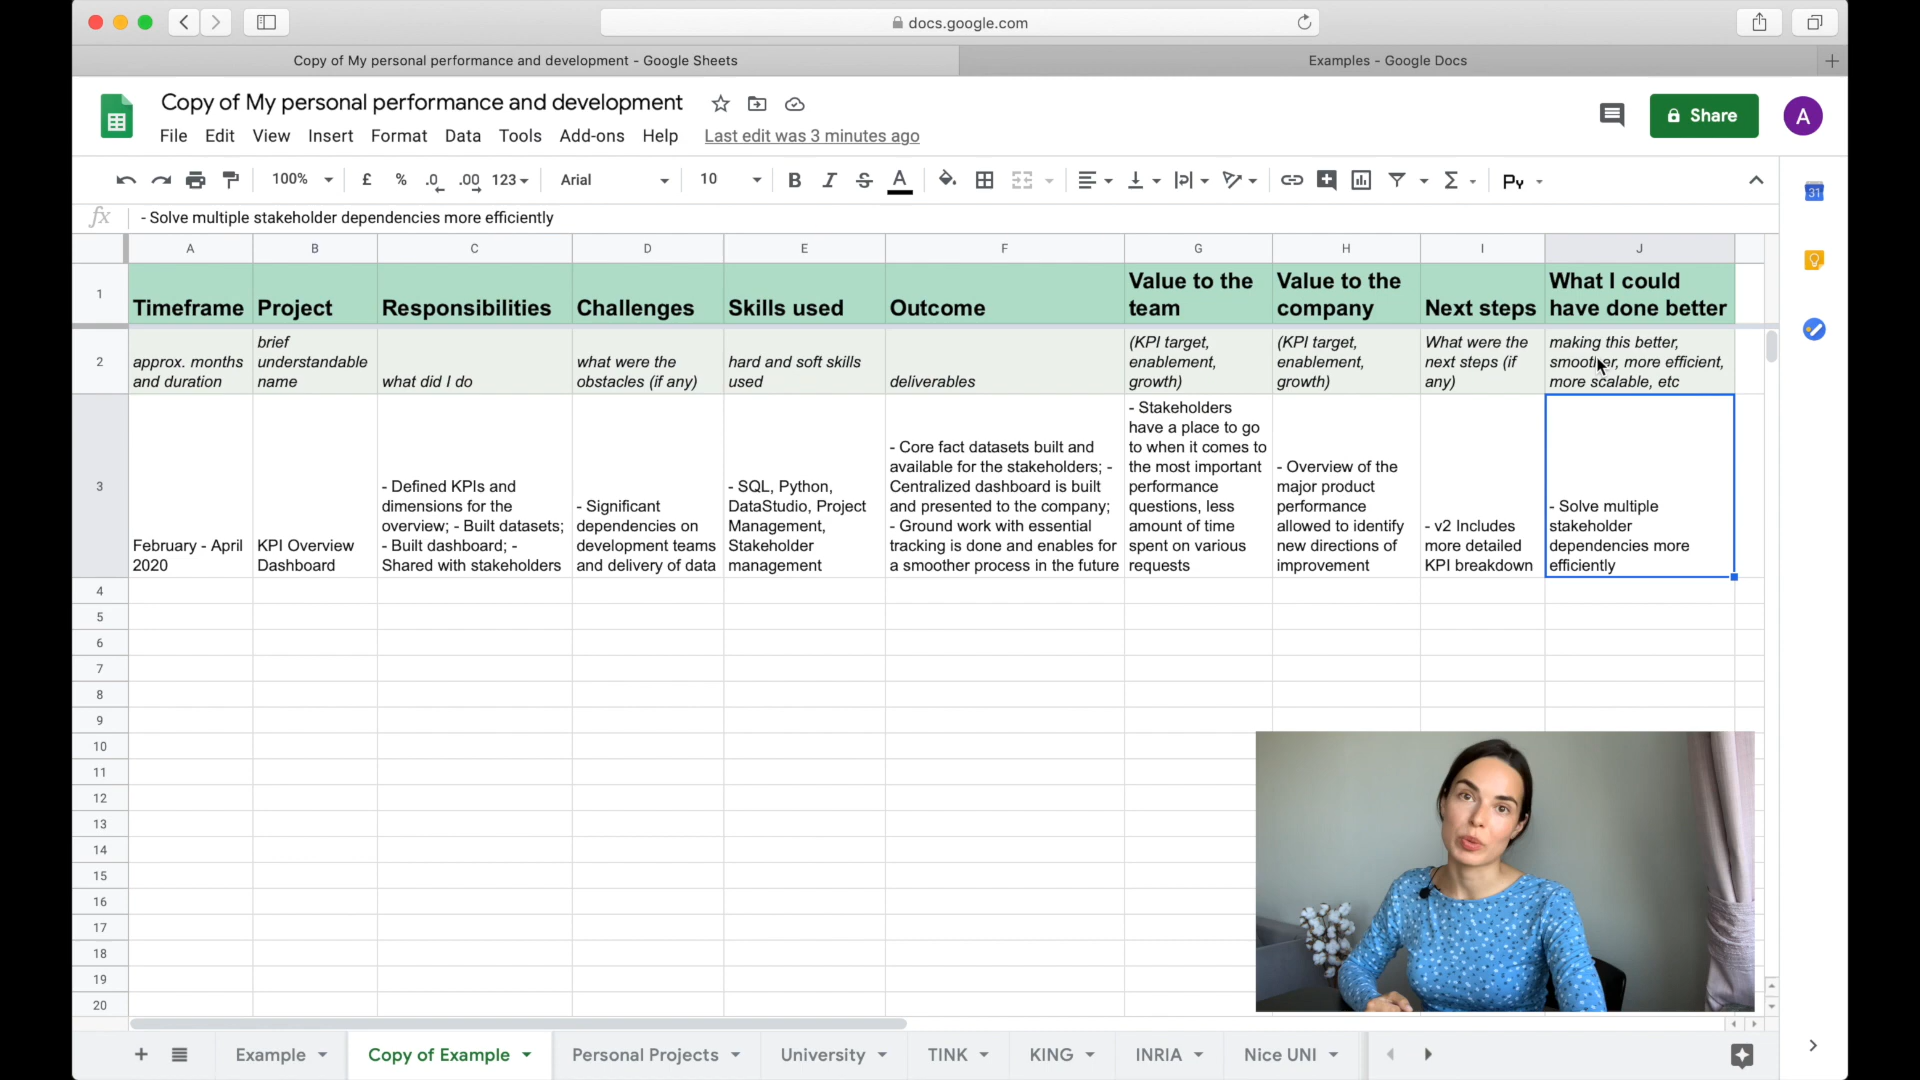 docs.google.com
Copy of My personal performance and development - Google Sheets
Examples - Google Docs
Copy of My personal performance and development
File Edit View Insert Format Data Tools Add-ons Help Last edit was 3 minutes ago
Share
A
100% £ % .0 .00 123 Arial 10 B I S A Σ Py
31
fx - Solve multiple stakeholder dependencies more efficiently
A B C D E F G H I J
1
Timeframe
Project
Responsibilities
Challenges
Skills used
Outcome
Value to the
team
Value to the
company
Next steps
What I could
have done better
2
approx. months
and duration
brief
understandable
name
what did I do
what were the
obstacles (if any)
hard and soft skills
used
deliverables
(KPI target,
enablement,
growth)
(KPI target,
enablement,
growth)
What were the
next steps (if
any)
making this better,
smoother, more efficient,
more scalable, etc
3
February - April
2020
KPI Overview
Dashboard
- Defined KPIs and
dimensions for the
overview; - Built datasets;
- Built dashboard; -
Shared with stakeholders
- Significant
dependencies on
development teams
and delivery of data
- SQL, Python,
DataStudio, Project
Management,
Stakeholder
management
- Core fact datasets built and
available for the stakeholders; -
Centralized dashboard is built
and presented to the company;
- Ground work with essential
tracking is done and enables for
a smoother process in the future
- Stakeholders
have a place to go
to when it comes to
the most important
performance
questions, less
amount of time
spent on various
requests
- Overview of the
major product
performance
allowed to identify
new directions of
improvement
- v2 Includes
more detailed
KPI breakdown
- Solve multiple
stakeholder
dependencies more
efficiently
4
5
6
7
8
9
10
11
12
13
14
15
16
17
18
19
20
Example Copy of Example Personal Projects University TINK KING INRIA Nice UNI